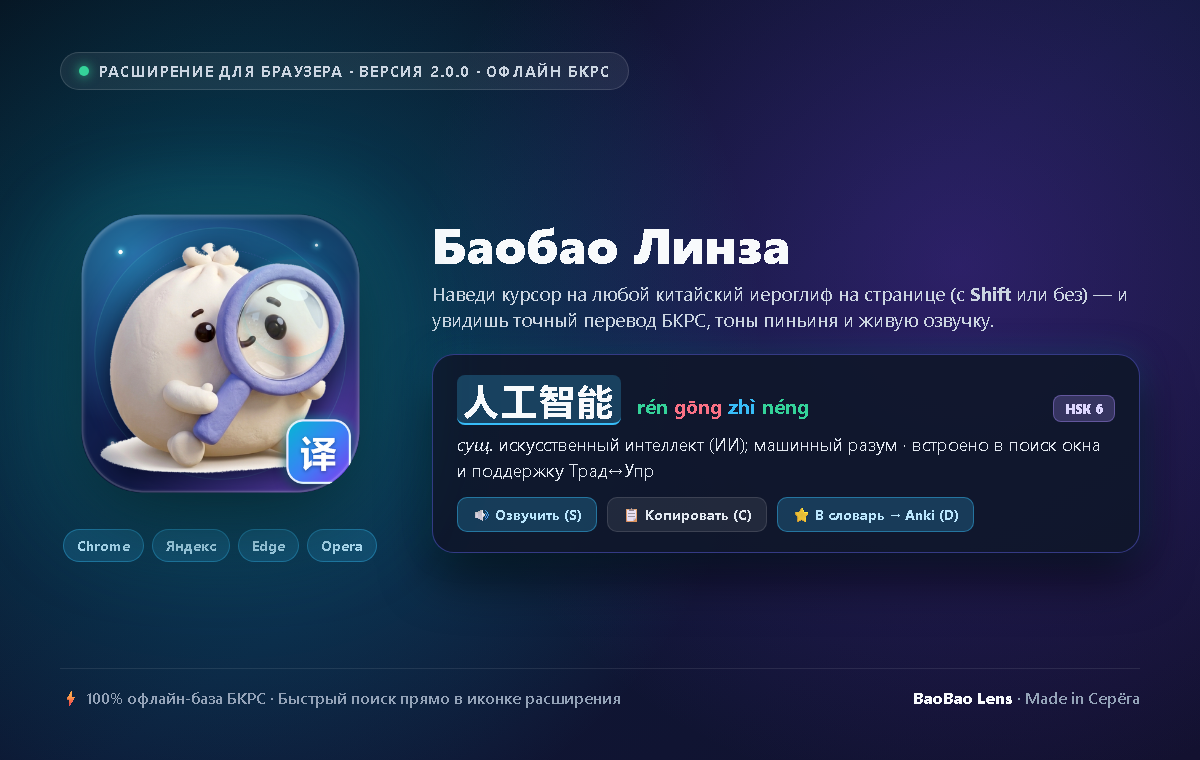 РАСШИРЕНИЕ ДЛЯ БРАУЗЕРА · ВЕРСИЯ 2.0.0 · ОФЛАЙН БКРС
译
Chrome
Яндекс
Edge
Opera
Баобао Линза
Наведи курсор на любой китайский иероглиф на странице (с Shift или без) — и
увидишь точный перевод БКРС, тоны пиньиня и живую озвучку.
人工智能 rén gōng zhì néng HSK 6
сущ. искусственный интеллект (ИИ); машинный разум · встроено в поиск окна
и поддержку Трад↔Упр
Озвучить (S)
Копировать (C)
В словарь → Anki (D)
100% офлайн-база БКРС · Быстрый поиск прямо в иконке расширения
BaoBao Lens · Made in Серёга